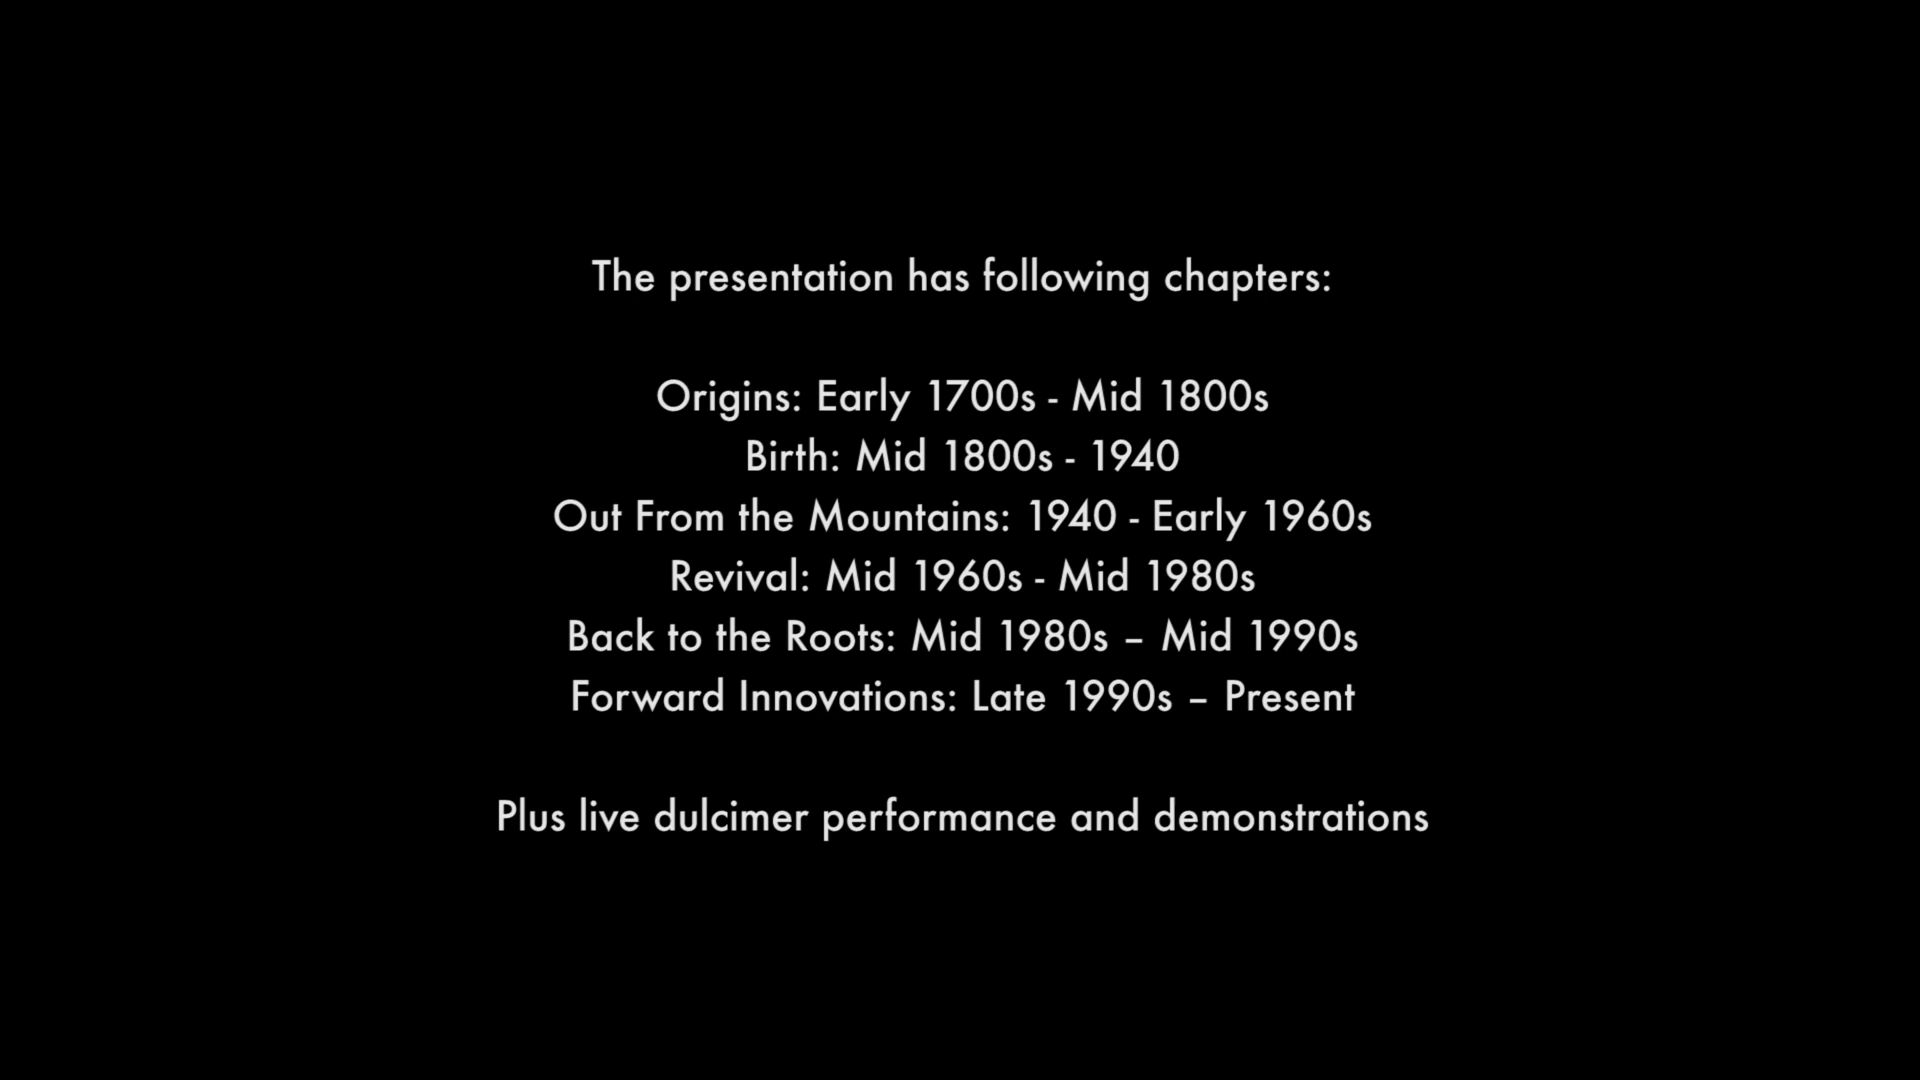 The presentation has following chapters:
Origins: Early 1700s - Mid 1800s
Birth: Mid 1800s - 1940
Out From the Mountains: 1940 - Early 1960s
Revival: Mid 1960s - Mid 1980s
Back to the Roots: Mid 1980s – Mid 1990s
Forward Innovations: Late 1990s – Present
Plus live dulcimer performance and demonstrations